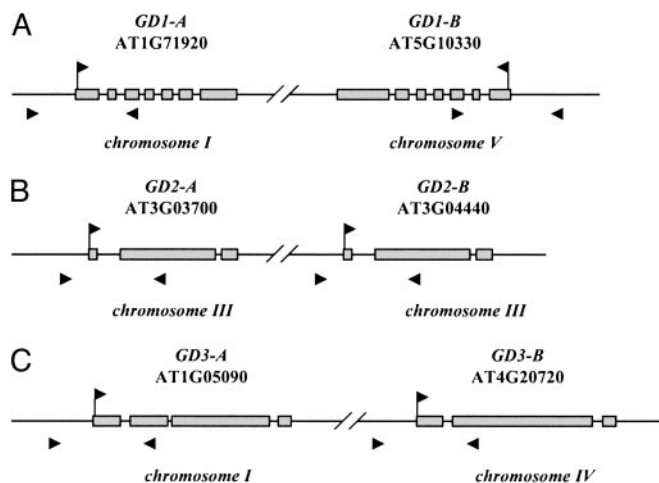 A
GD1-A GD1-B
AT1G71920 AT5G10330
chromosome I chromosome V
B
GD2-A GD2-B
AT3G03700 AT3G04440
chromosome III chromosome III
C
GD3-A GD3-B
AT1G05090 AT4G20720
chromosome I chromosome IV